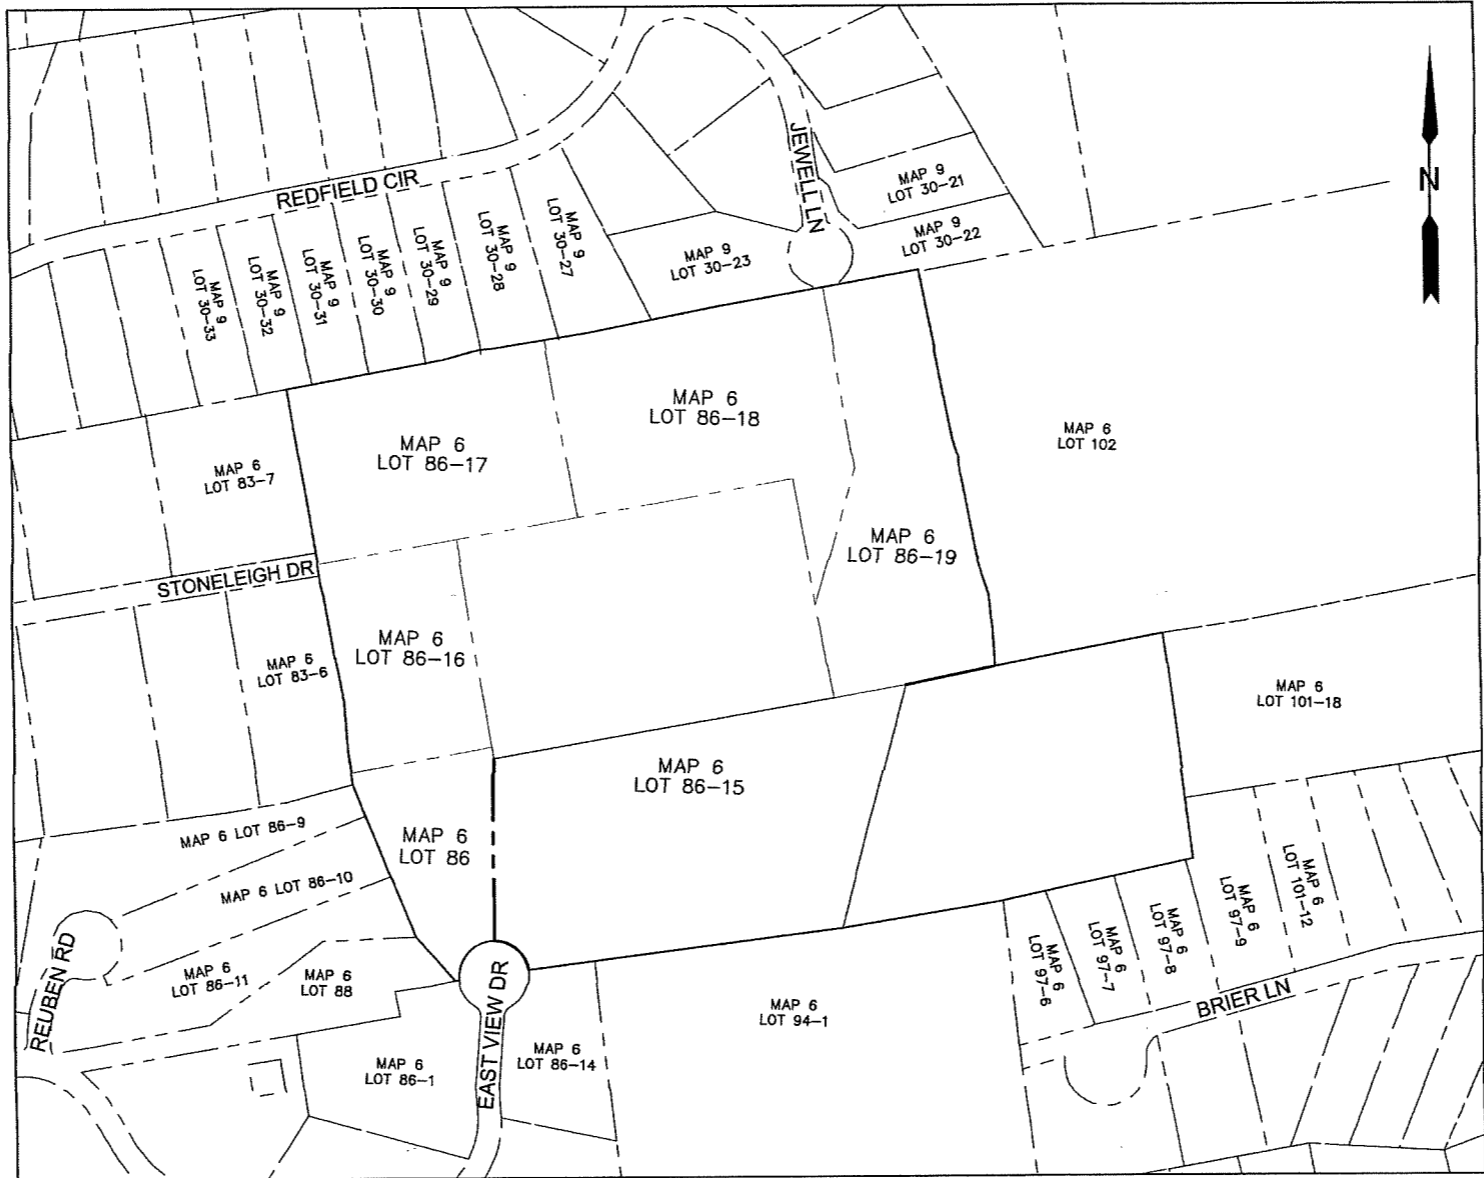 JEWELL LN
REDFIELD CIR
N
MAP 9
LOT 30-21
MAP 9
LOT 30-22
MAP 9
LOT 30-23
MAP 9
LOT 30-27
MAP 9
LOT 30-28
MAP 9
LOT 30-29
MAP 9
LOT 30-30
MAP 9
LOT 30-31
MAP 9
LOT 30-32
MAP 9
LOT 30-33
MAP 6
LOT 86-18
MAP 6
LOT 86-17
MAP 6
LOT 102
MAP 6
LOT 83-7
MAP 6
LOT 86-19
STONELEIGH DR
MAP 6
LOT 86-16
MAP 6
LOT 83-6
MAP 6
LOT 101-18
MAP 6
LOT 86-15
MAP 6 LOT 86-9
MAP 6
LOT 86
MAP 6 LOT 86-10
MAP 6
LOT 101-12
MAP 6
LOT 97-9
MAP 6
LOT 97-8
MAP 6
LOT 97-7
MAP 6
LOT 97-6
REUBEN RD
MAP 6
LOT 86-11
MAP 6
LOT 88
EAST VIEW DR
MAP 6
LOT 94-1
BRIER LN
MAP 6
LOT 86-1
MAP 6
LOT 86-14